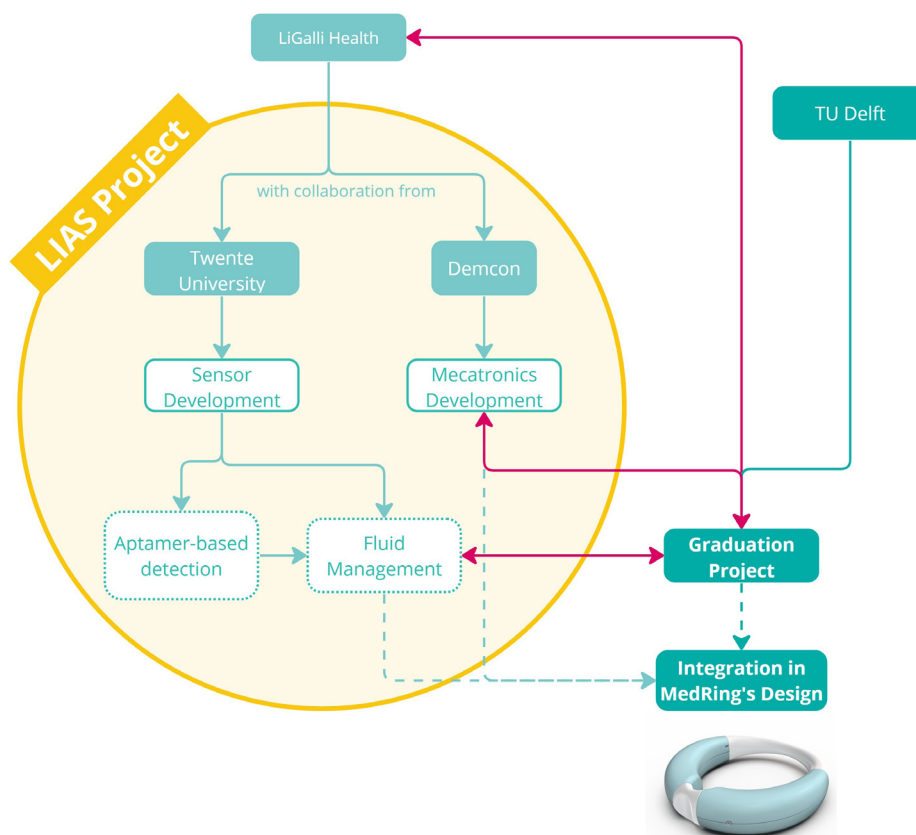 LiGalli Health
TU Delft
LIAS Project
with collaboration from
Twente
University
Demcon
Sensor
Development
Mecatronics
Development
Aptamer-based
detection
Fluid
Management
Graduation
Project
Integration in
MedRing's Design